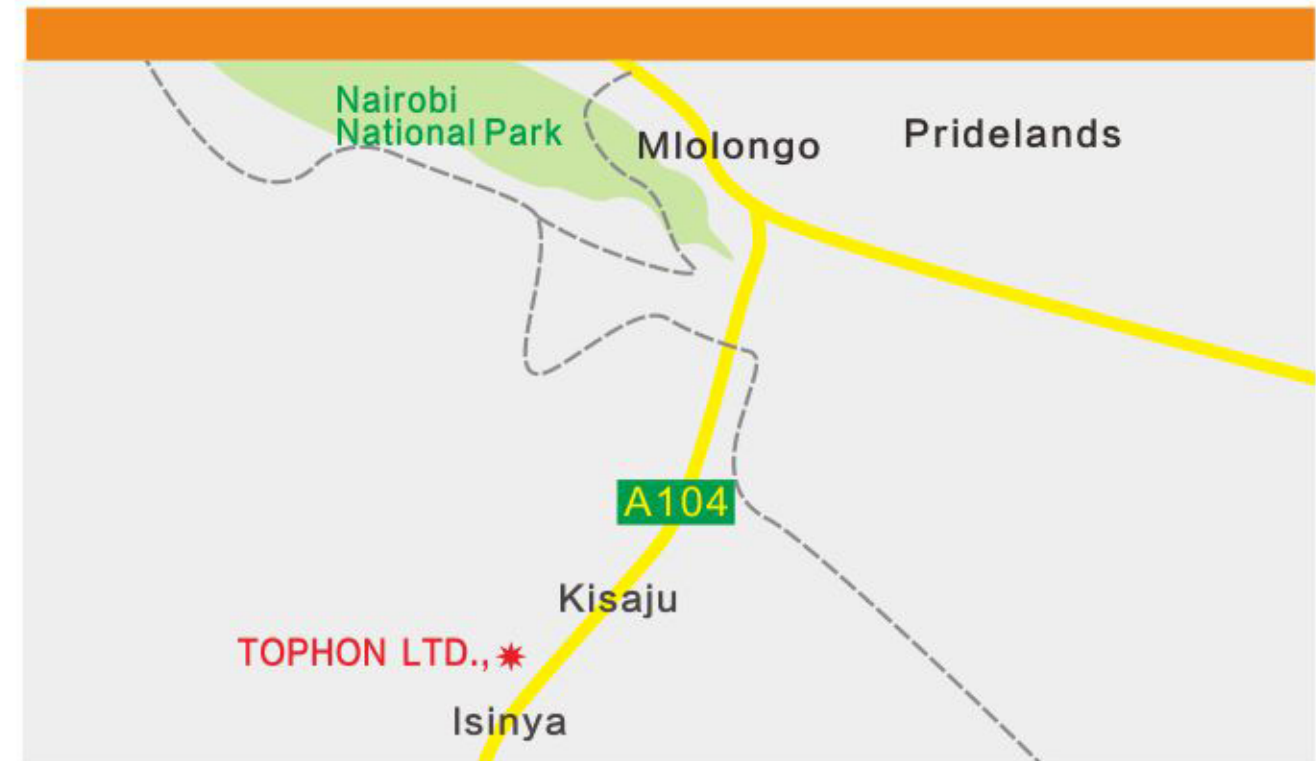 Nairobi
National Park
Mlolongo
Pridelands
A104
Kisaju
TOPHON LTD.,
Isinya